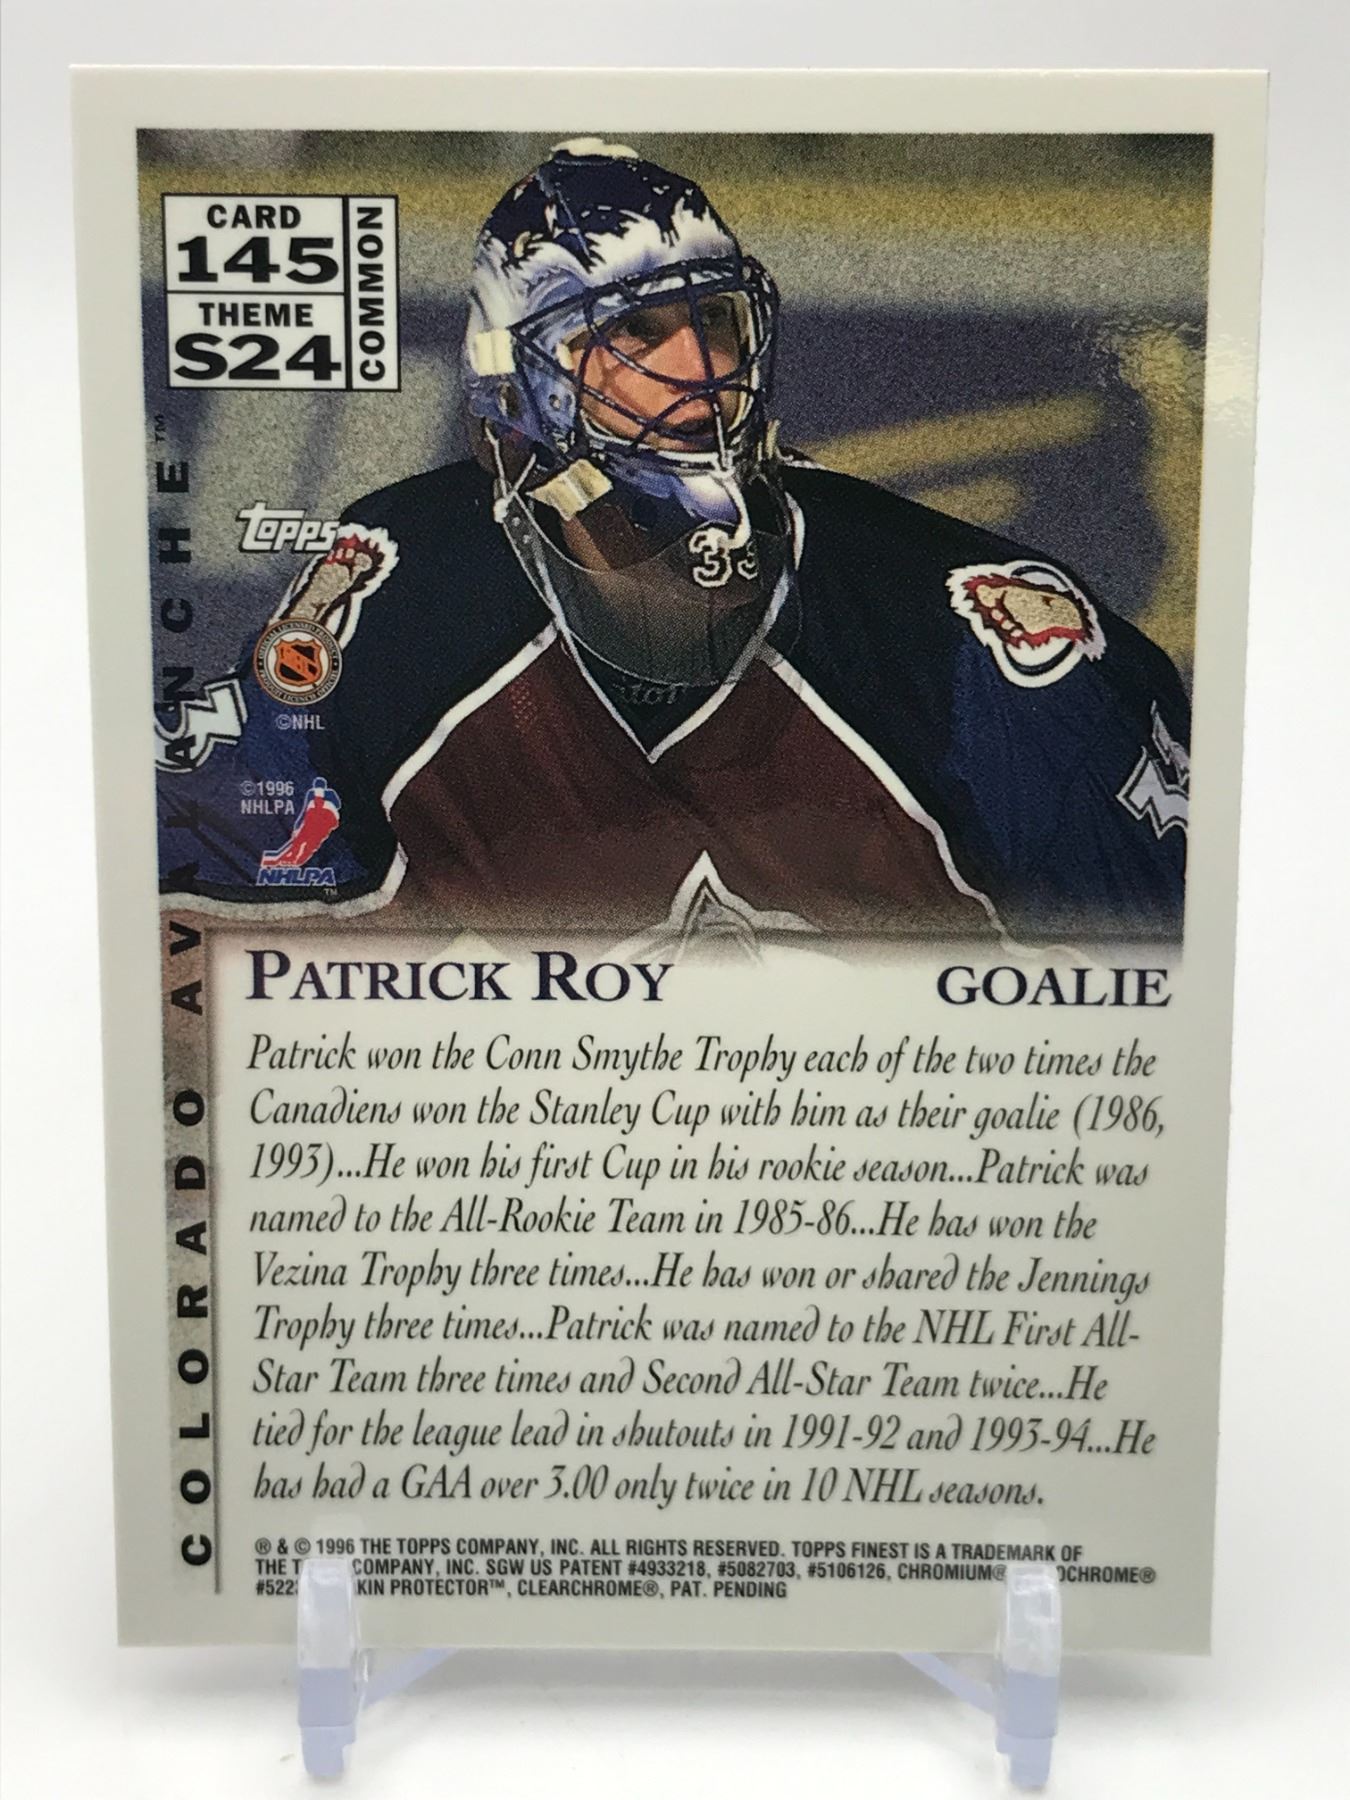 CARD
145
THEME
S24
COMMON
COLORADO AVALANCHE™
topps
©NHL
©1996
NHLPA
NHLPA
TM
33
PATRICK ROY GOALIE
Patrick won the Conn Smythe Trophy each of the two times the
Canadiens won the Stanley Cup with him as their goalie (1986,
1993)...He won his first Cup in his rookie season...Patrick was
named to the All-Rookie Team in 1985-86...He has won the
Vezina Trophy three times...He has won or shared the Jennings
Trophy three times...Patrick was named to the NHL First All-
Star Team three times and Second All-Star Team twice...He
tied for the league lead in shutouts in 1991-92 and 1993-94...He
has had a GAA over 3.00 only twice in 10 NHL seasons.
® & © 1996 THE TOPPS COMPANY, INC. ALL RIGHTS RESERVED. TOPPS FINEST IS A TRADEMARK OF
THE COMPANY, INC. SGW US PATENT #4933218, #5082703, #5106126, CHROMIUM®
PROTECTOR™, CLEARCHROME®, PAT. PENDING